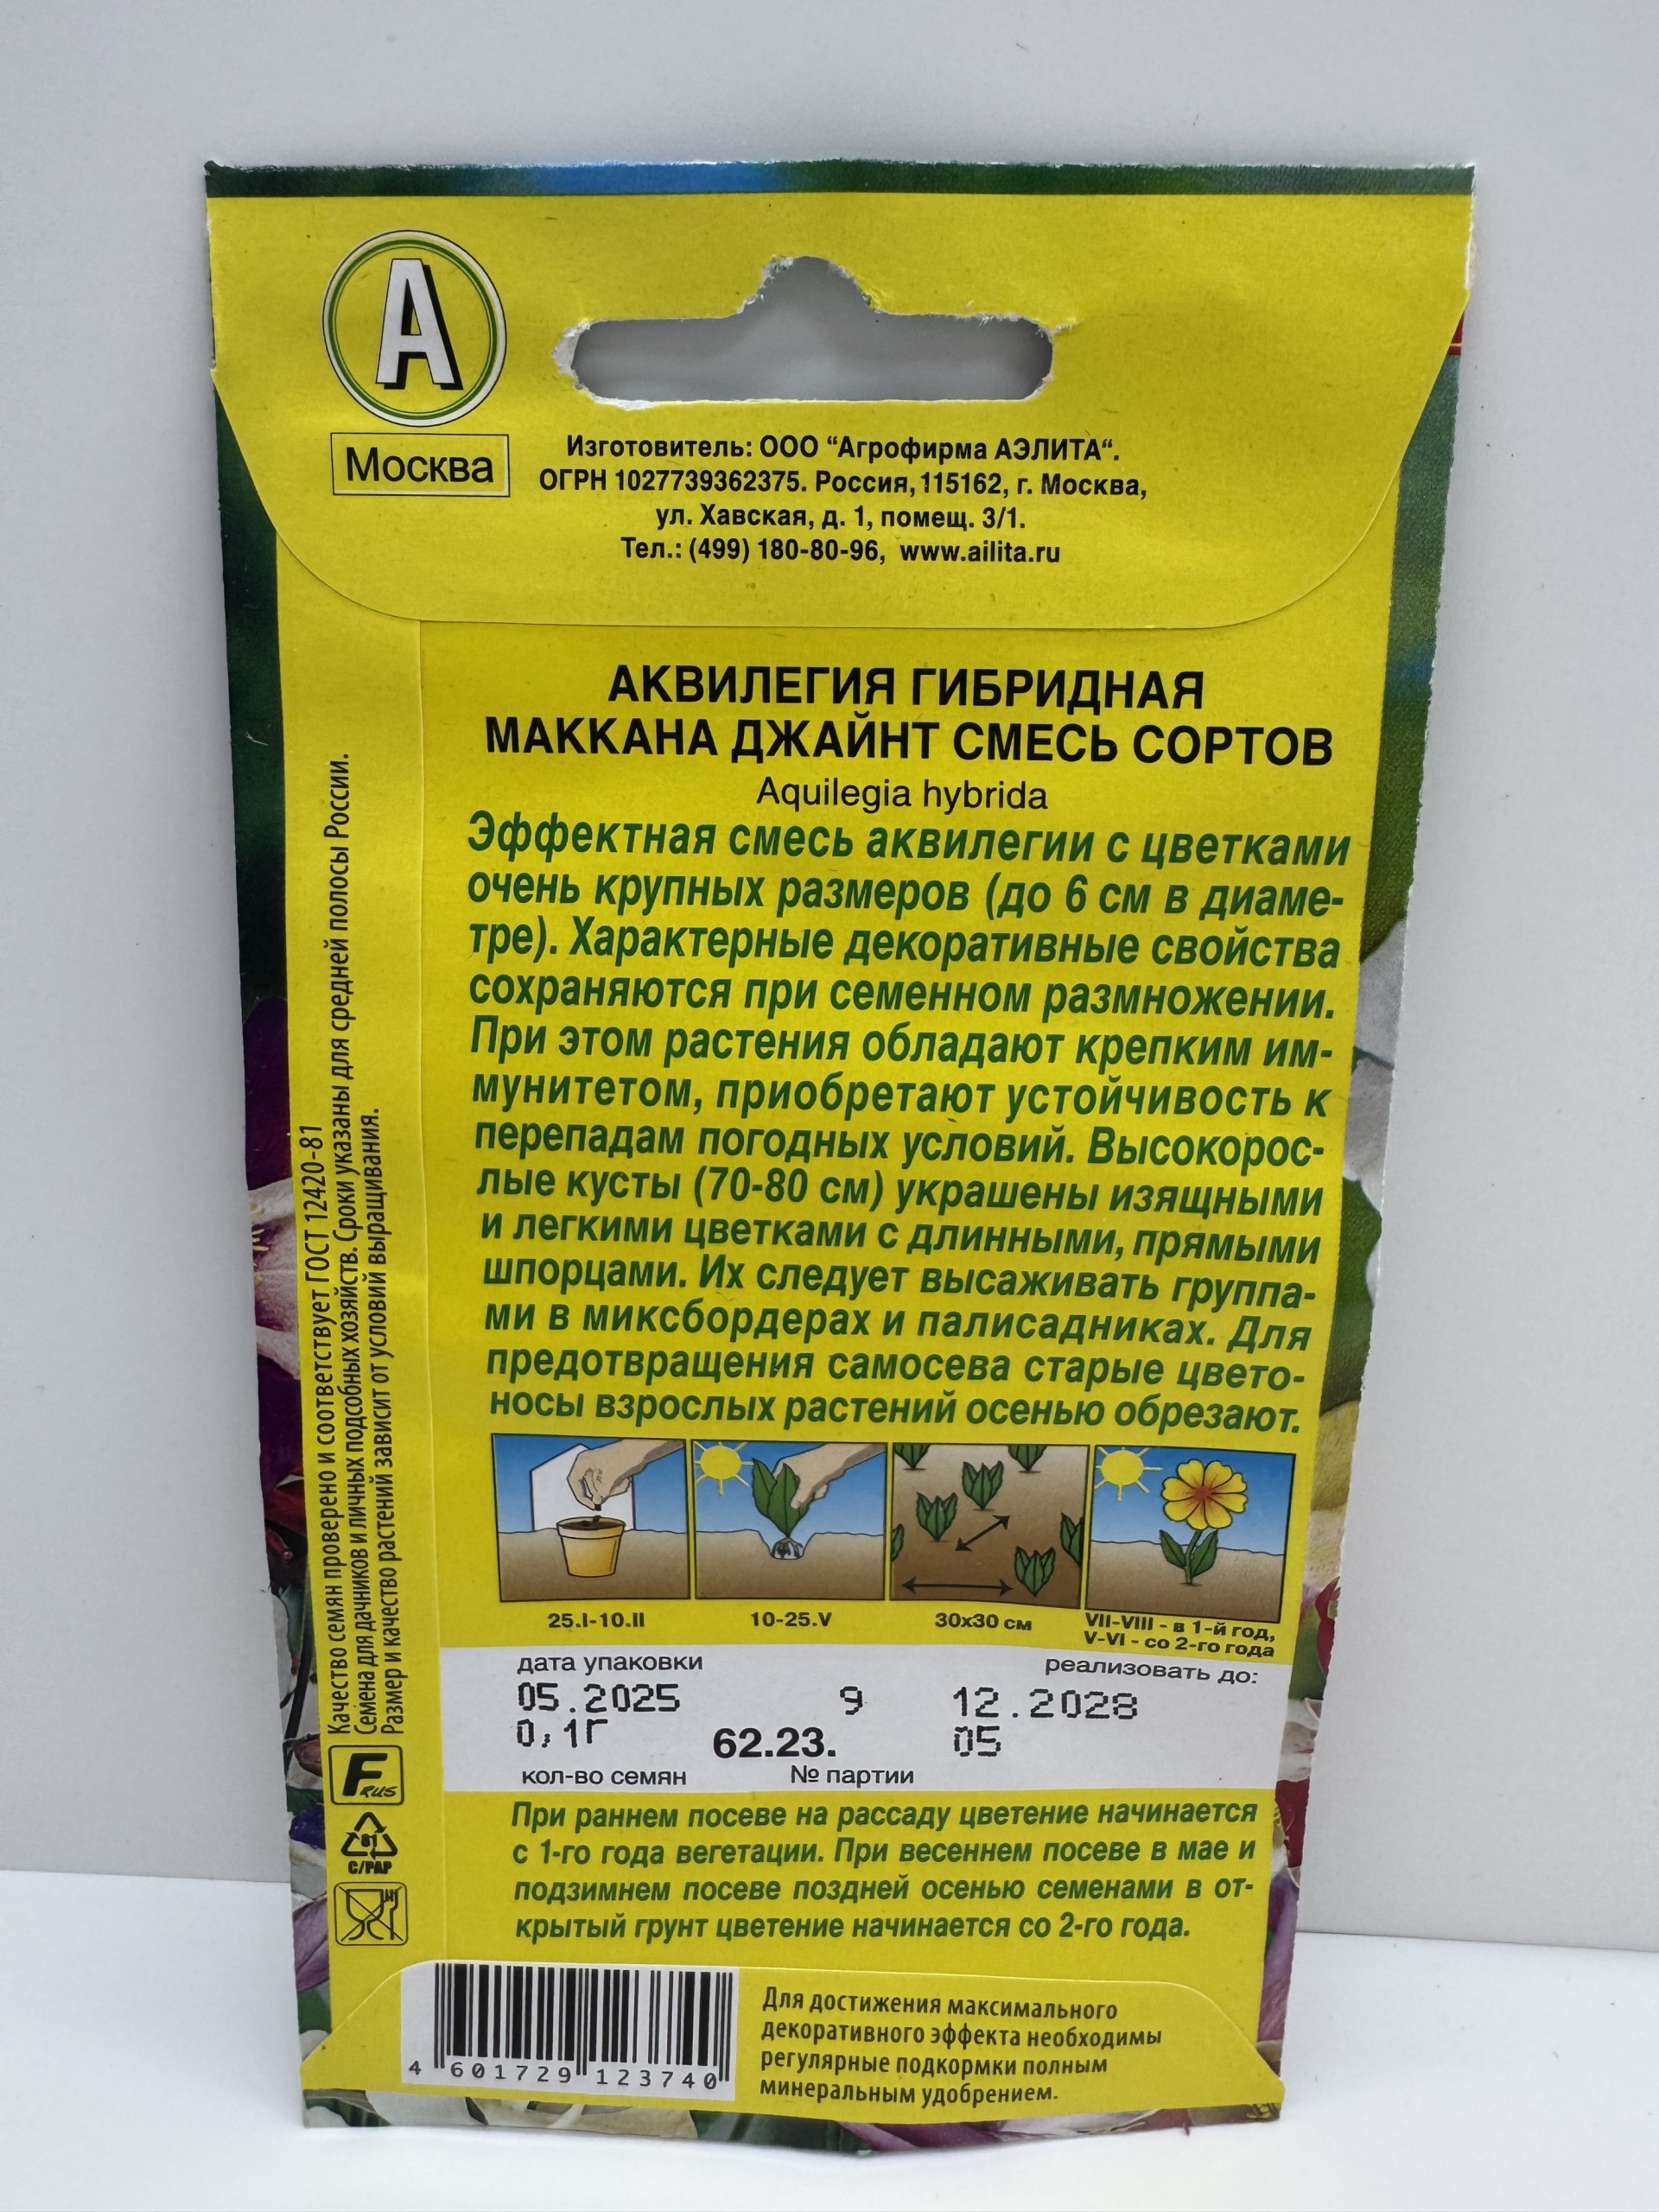 А
Москва
Изготовитель: ООО “Агрофирма АЭЛИТА“.
ОГРН 1027739362375. Россия, 115162, г. Москва,
ул. Хавская, д. 1, помещ. 3/1.
Тел.: (499) 180-80-96, www.ailita.ru
АКВИЛЕГИЯ ГИБРИДНАЯ
МАККАНА ДЖАЙНТ СМЕСЬ СОРТОВ
Aquilegia hybrida
Эффектная смесь аквилегии с цветками
очень крупных размеров (до 6 см в диаме-
тре). Характерные декоративные свойства
сохраняются при семенном размножении.
При этом растения обладают крепким им-
мунитетом, приобретают устойчивость к
перепадам погодных условий. Высокорос-
лые кусты (70-80 см) украшены изящными
и легкими цветками с длинными, прямыми
шпорцами. Их следует высаживать группа-
ми в миксбордерах и палисадниках. Для
предотвращения самосева старые цвето-
носы взрослых растений осенью обрезают.
25.I-10.II
10-25.V
30х30 см
VII-VIII - в 1-й год,
V-VI - со 2-го года
дата упаковки
реализовать до:
05.2025 9 12.2028
0,1Г 62.23. 05
кол-во семян
№ партии
При раннем посеве на рассаду цветение начинается
с 1-го года вегетации. При весеннем посеве в мае и
подзимнем посеве поздней осенью семенами в от-
крытый грунт цветение начинается со 2-го года.
Для достижения максимального
декоративного эффекта необходимы
регулярные подкормки полным
минеральным удобрением.
4 601729 123740
Качество семян проверено и соответствует ГОСТ 12420-81
Семена для дачников и личных подсобных хозяйств. Сроки указаны для средней полосы России.
Размер и качество растений зависит от условий выращивания.
F RUS
81
C/PAP